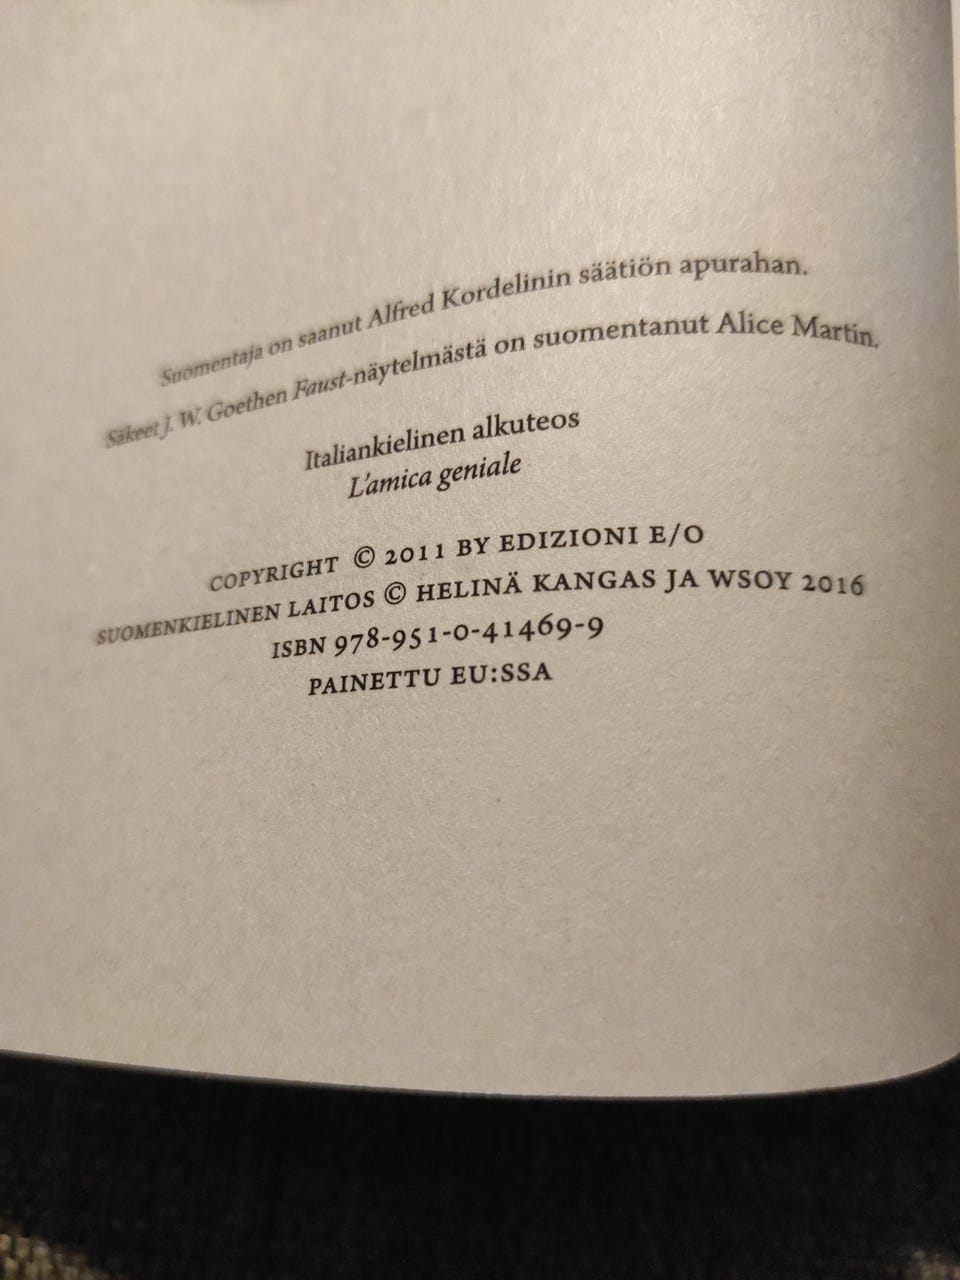 Suomentaja on saanut Alfred Kordelinin säätiön apurahan.
Säkeet J. W. Goethen Faust-näytelmästä on suomentanut Alice Martin.
Italiankielinen alkuteos
L'amica geniale
COPYRIGHT © 2011 BY EDIZIONI E/O
SUOMENKIELINEN LAITOS © HELINÄ KANGAS JA WSOY 2016
ISBN 978-951-0-41469-9
PAINETTU EU:SSA